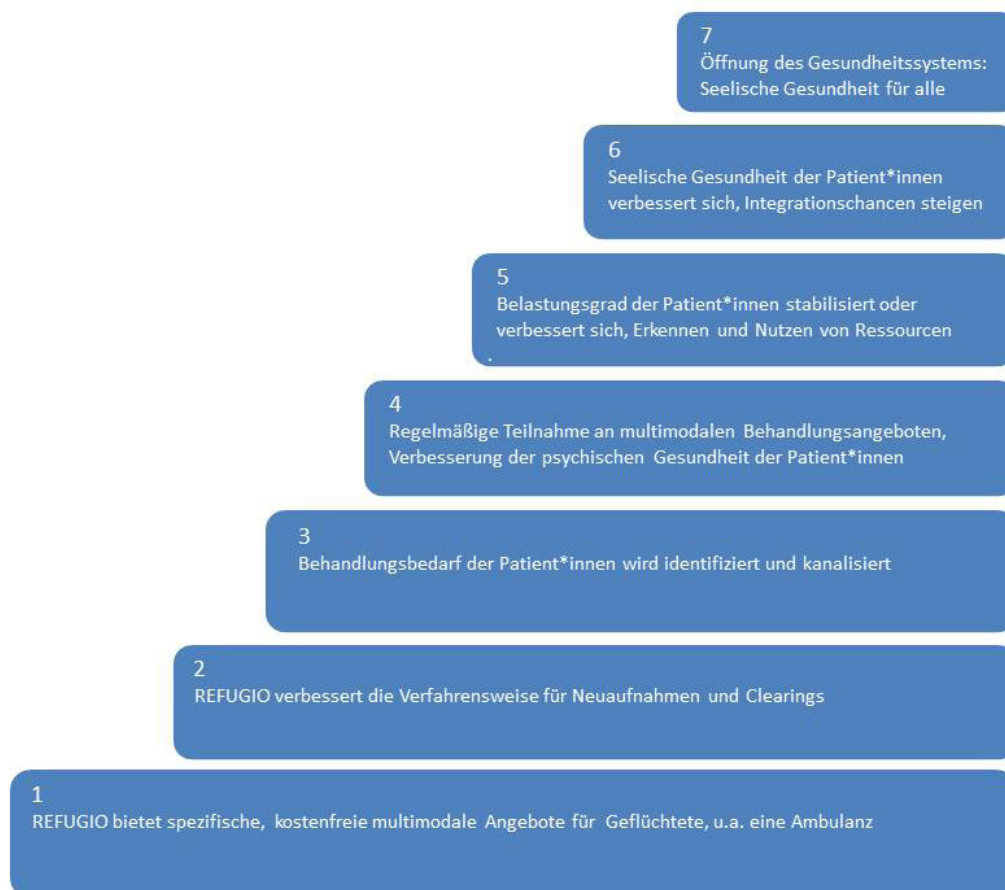 7
Öffnung des Gesundheitssystems:
Seelische Gesundheit für alle
6
Seelische Gesundheit der Patient*innen
verbessert sich, Integrationschancen steigen
5
Belastungsgrad der Patient*innen stabilisiert oder
verbessert sich, Erkennen und Nutzen von Ressourcen
.
4
Regelmäßige Teilnahme an multimodalen Behandlungsangeboten,
Verbesserung der psychischen Gesundheit der Patient*innen
3
Behandlungsbedarf der Patient*innen wird identifiziert und kanalisiert
2
REFUGIO verbessert die Verfahrensweise für Neuaufnahmen und Clearings
1
REFUGIO bietet spezifische, kostenfreie multimodale Angebote für Geflüchtete, u.a. eine Ambulanz